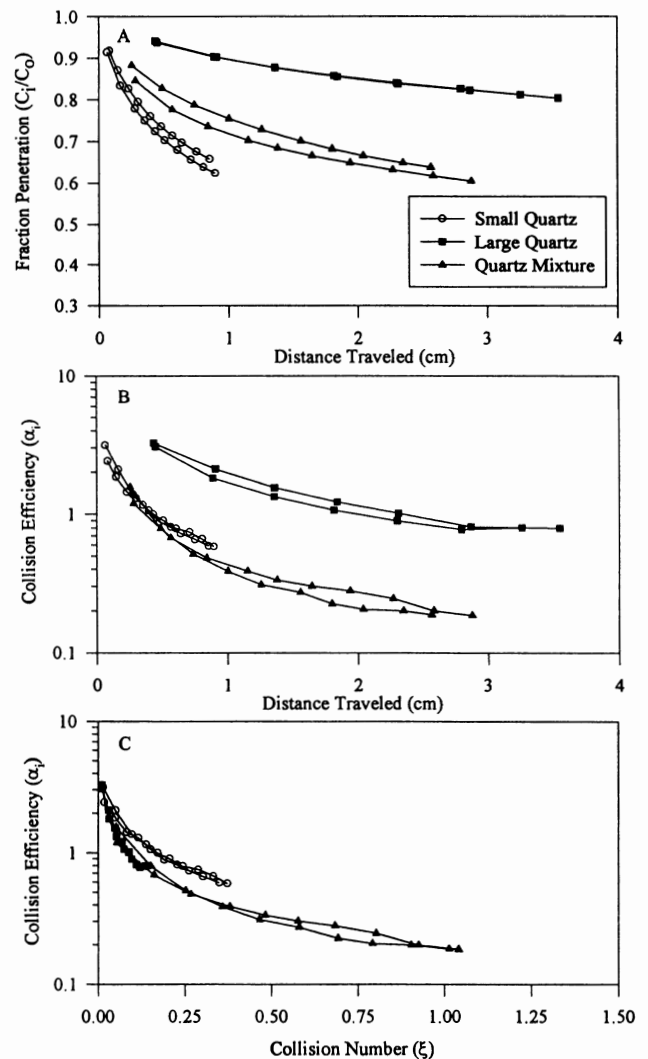 A
1.0
0.9
0.8
0.7
0.6
0.5
0.4
0.3
Fraction Penetration (Ci/Co)
Small Quartz
Large Quartz
Quartz Mixture
0 1 2 3 4
Distance Traveled (cm)
B
10
1
0.1
Collision Efficiency (αi)
0 1 2 3 4
Distance Traveled (cm)
C
10
1
0.1
Collision Efficiency (αi)
0.00 0.25 0.50 0.75 1.00 1.25 1.50
Collision Number (ξ)